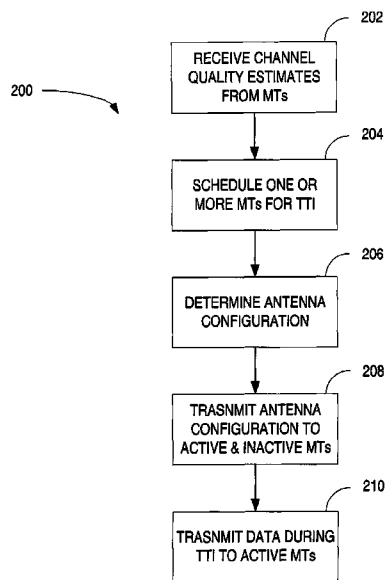 202
RECEIVE CHANNEL
QUALITY ESTIMATES
FROM MTs
200
204
SCHEDULE ONE OR
MORE MTs FOR TTI
206
DETERMINE ANTENNA
CONFIGURATION
208
TRASNMIT ANTENNA
CONFIGURATION TO
ACTIVE & INACTIVE MTs
210
TRASNMIT DATA DURING
TTI TO ACTIVE MTs